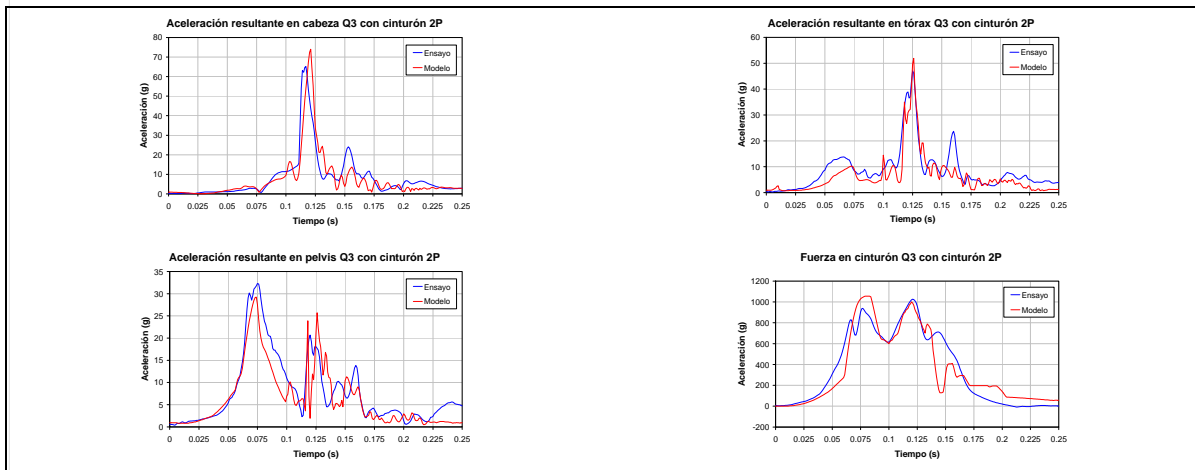 Aceleración resultante en cabeza Q3 con cinturón 2P
80
70
60
50
40
30
20
10
0
Aceleración (g)
0 0.025 0.05 0.075 0.1 0.125 0.15 0.175 0.2 0.225 0.25
Tiempo (s)
Ensayo
Modelo
Aceleración resultante en tórax Q3 con cinturón 2P
60
50
40
30
20
10
0
Aceleración (g)
0 0.025 0.05 0.075 0.1 0.125 0.15 0.175 0.2 0.225 0.25
Tiempo (s)
Ensayo
Modelo
Aceleración resultante en pelvis Q3 con cinturón 2P
35
30
25
20
15
10
5
0
Aceleración (g)
0 0.025 0.05 0.075 0.1 0.125 0.15 0.175 0.2 0.225 0.25
Tiempo (s)
Ensayo
Modelo
Fuerza en cinturón Q3 con cinturón 2P
1200
1000
800
600
400
200
0
-200
Aceleración (g)
0 0.025 0.05 0.075 0.1 0.125 0.15 0.175 0.2 0.225 0.25
Tiempo (s)
Ensayo
Modelo